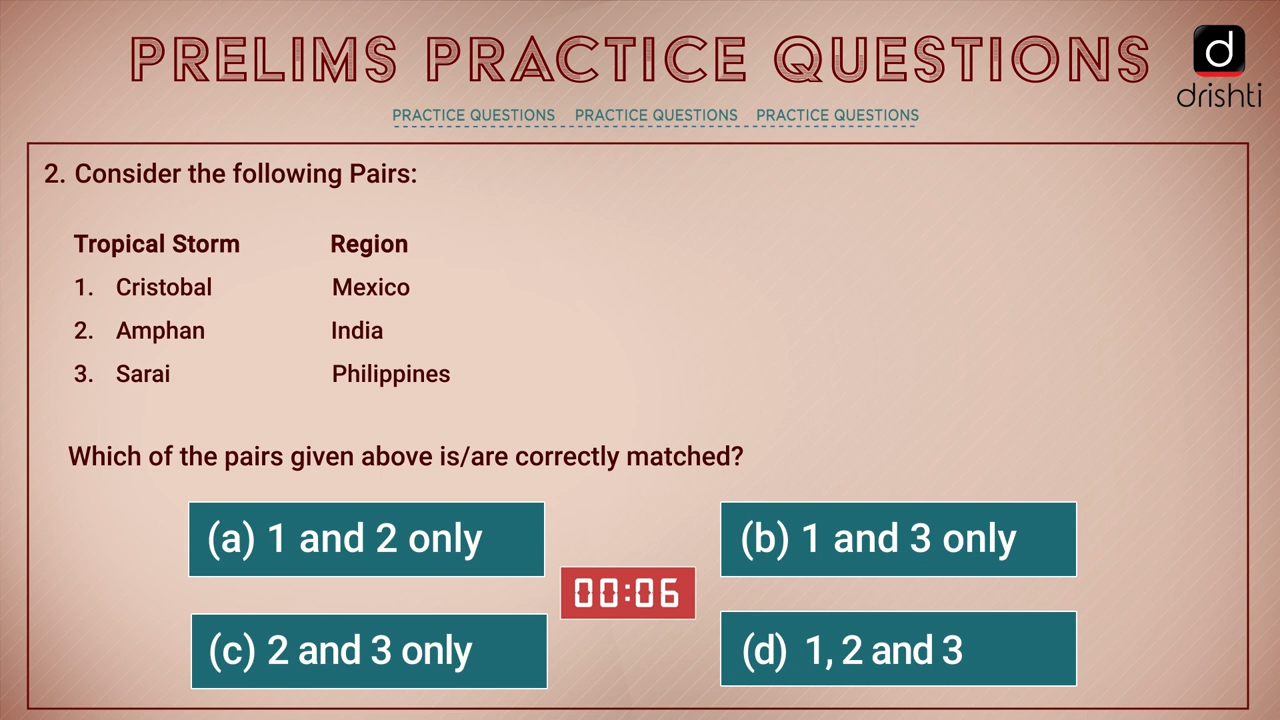 PRELIMS PRACTICE QUESTIONS
drishti
PRACTICE QUESTIONS PRACTICE QUESTIONS PRACTICE QUESTIONS
2. Consider the following Pairs:
Tropical Storm Region
1. Cristobal Mexico
2. Amphan India
3. Sarai Philippines
Which of the pairs given above is/are correctly matched?
(a) 1 and 2 only (b) 1 and 3 only
00:06
(c) 2 and 3 only (d) 1, 2 and 3